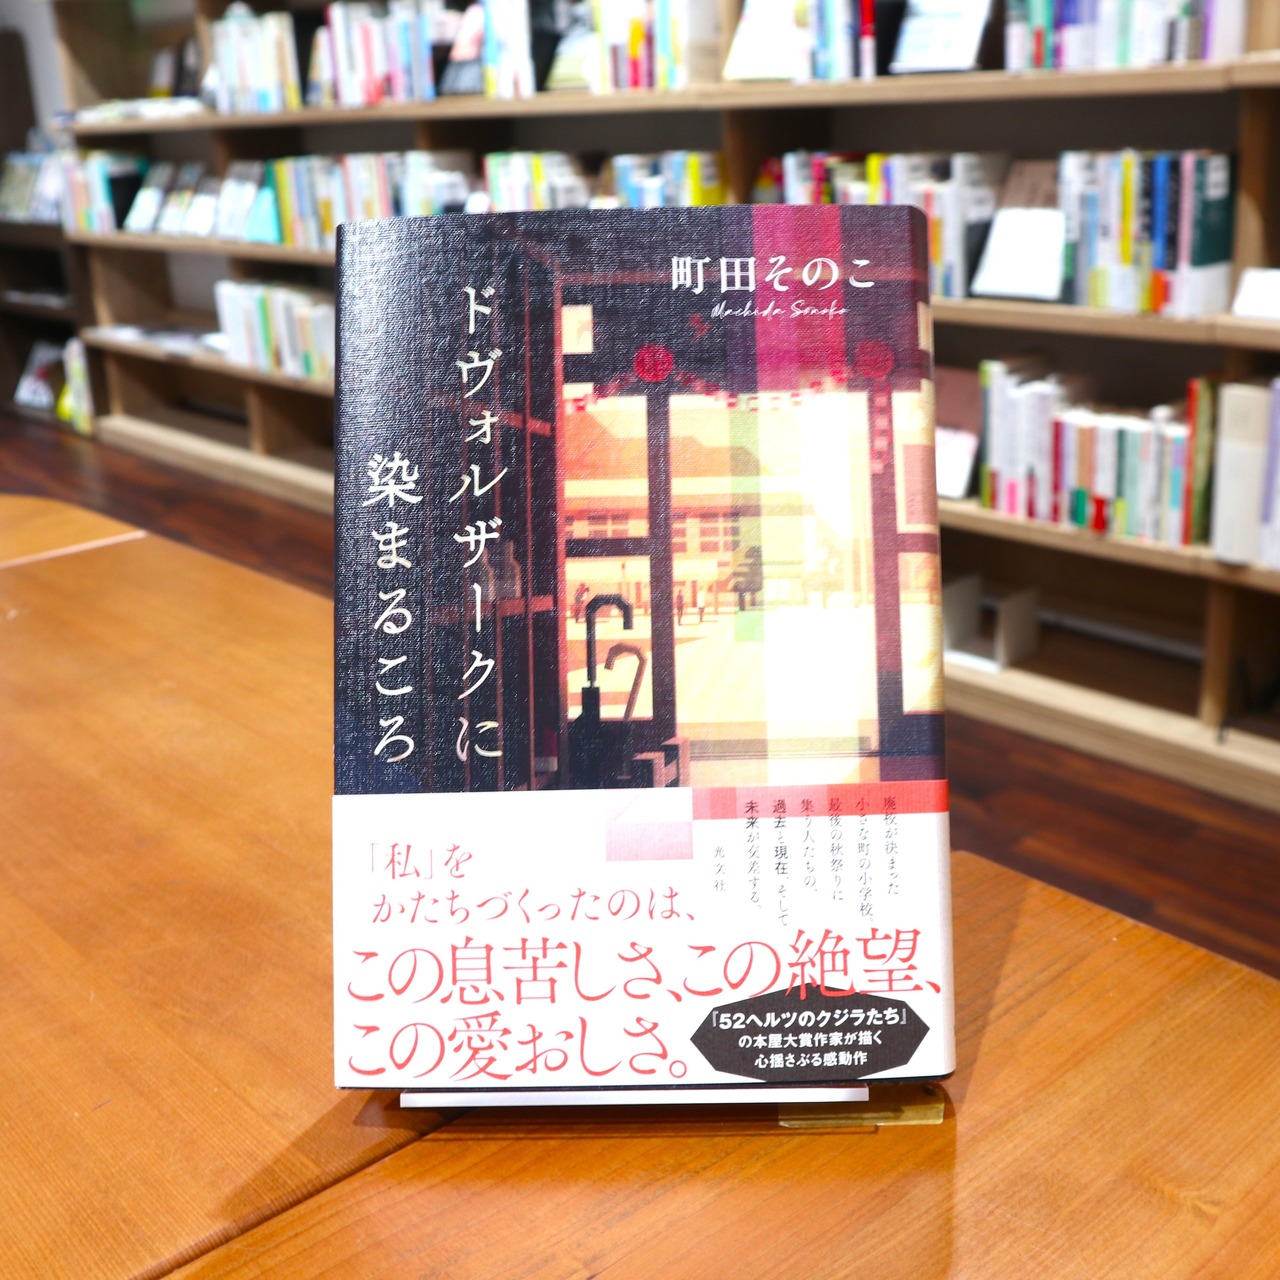 町田そのこ
Machida Sonoko
ドヴォルザークに
染まるころ
廃校が決まった
小さな町の小学校。
最後の秋祭りに
集う人たちの、
過去と現在、そして
未来が交差する。
光文社
「私」を
かたちづくったのは、
この息苦しさ、この絶望、
この愛おしさ。
『52ヘルツのクジラたち』
の本屋大賞作家が描く
心揺さぶる感動作